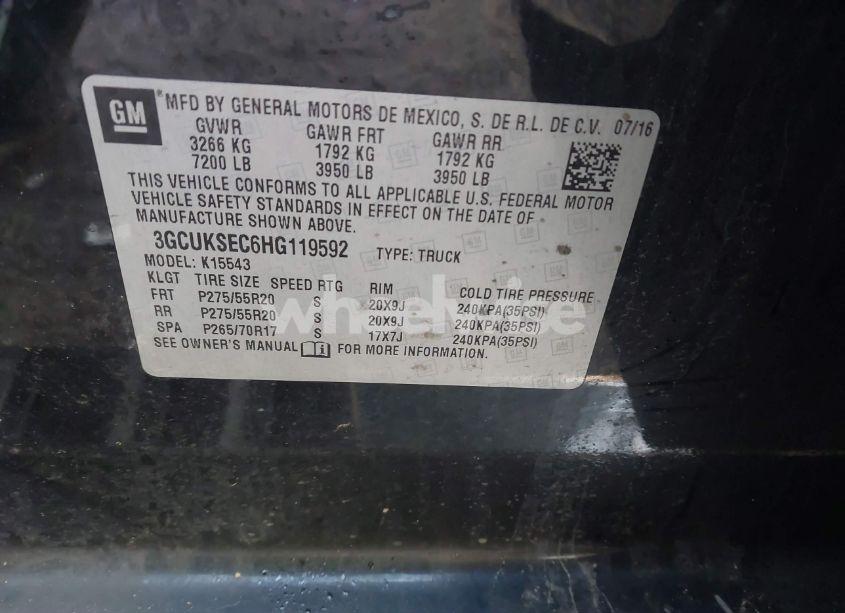 GM MFD BY GENERAL MOTORS DE MEXICO, S. DE R.L. DE C.V. 07/16
GVWR GAWR FRT GAWR RR
3266 KG 1792 KG 1792 KG
7200 LB 3950 LB 3950 LB
THIS VEHICLE CONFORMS TO ALL APPLICABLE U.S. FEDERAL MOTOR
VEHICLE SAFETY STANDARDS IN EFFECT ON THE DATE OF
MANUFACTURE SHOWN ABOVE.
3GCUKSEC6HG119592 TYPE: TRUCK
MODEL: K15543
KLGT TIRE SIZE SPEED RTG RIM COLD TIRE PRESSURE
FRT P275/55R20 S 20X9J 240KPA(35PSI)
RR P275/55R20 S 20X9J 240KPA(35PSI)
SPA P265/70R17 S 17X7J 240KPA(35PSI)
SEE OWNER'S MANUAL FOR MORE INFORMATION.